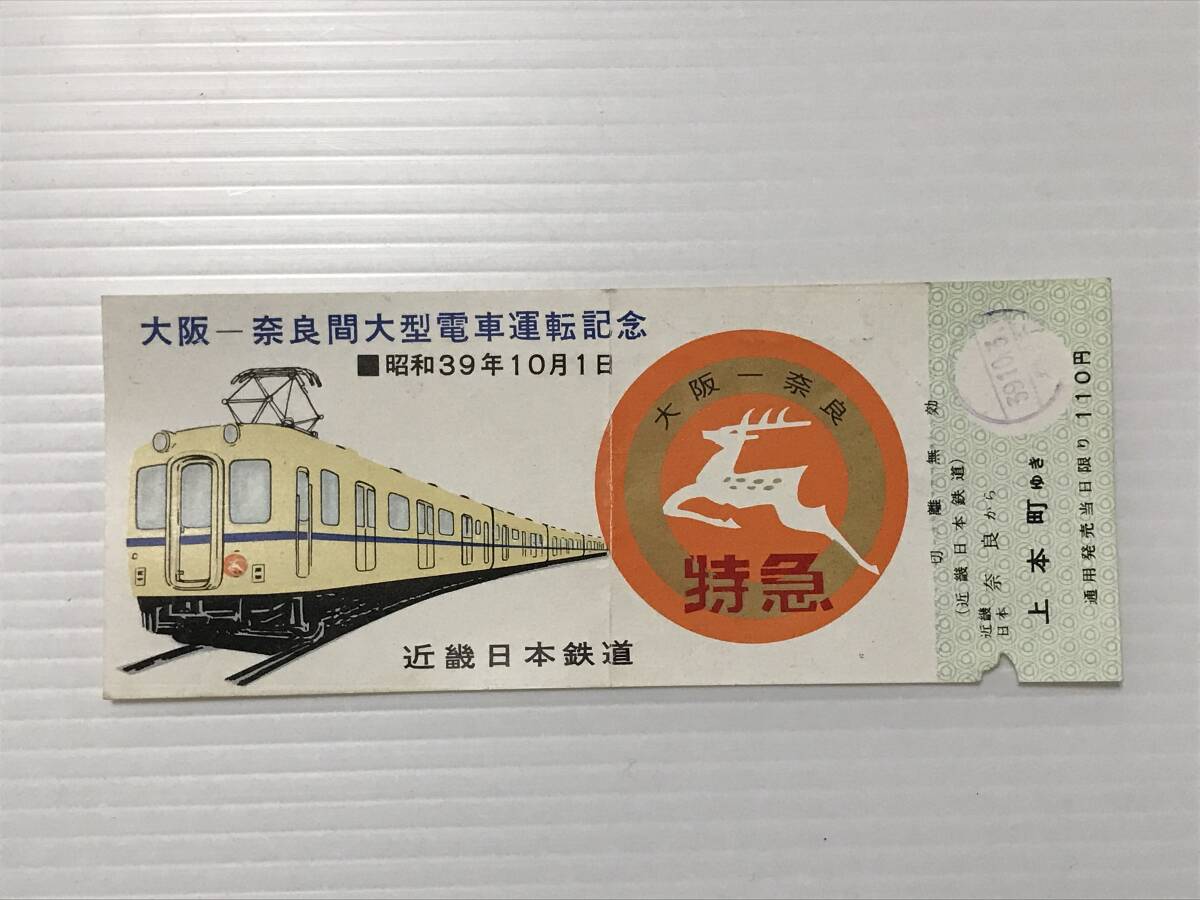 大阪―奈良間大型電車運転記念
■昭和39年10月1日
大阪―奈良
特急
近畿日本鉄道
切離無効
(近畿日本鉄道)
近畿日本奈良から
上本町ゆき
通用発売当日限り 110円
39.10.